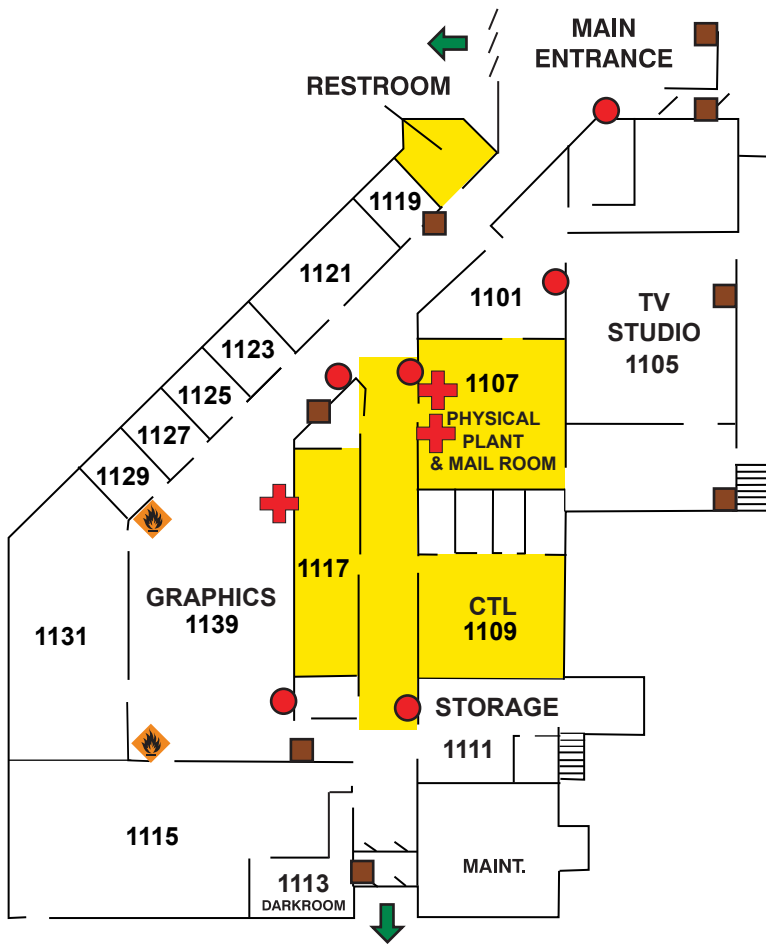 MAIN
ENTRANCE
RESTROOM
1119
1121
1101
TV
STUDIO
1105
1123
1107
1125
PHYSICAL
PLANT
& MAIL ROOM
1127
1129
1117
GRAPHICS
1139
CTL
1109
1131
STORAGE
1111
1115
MAINT.
1113
DARKROOM